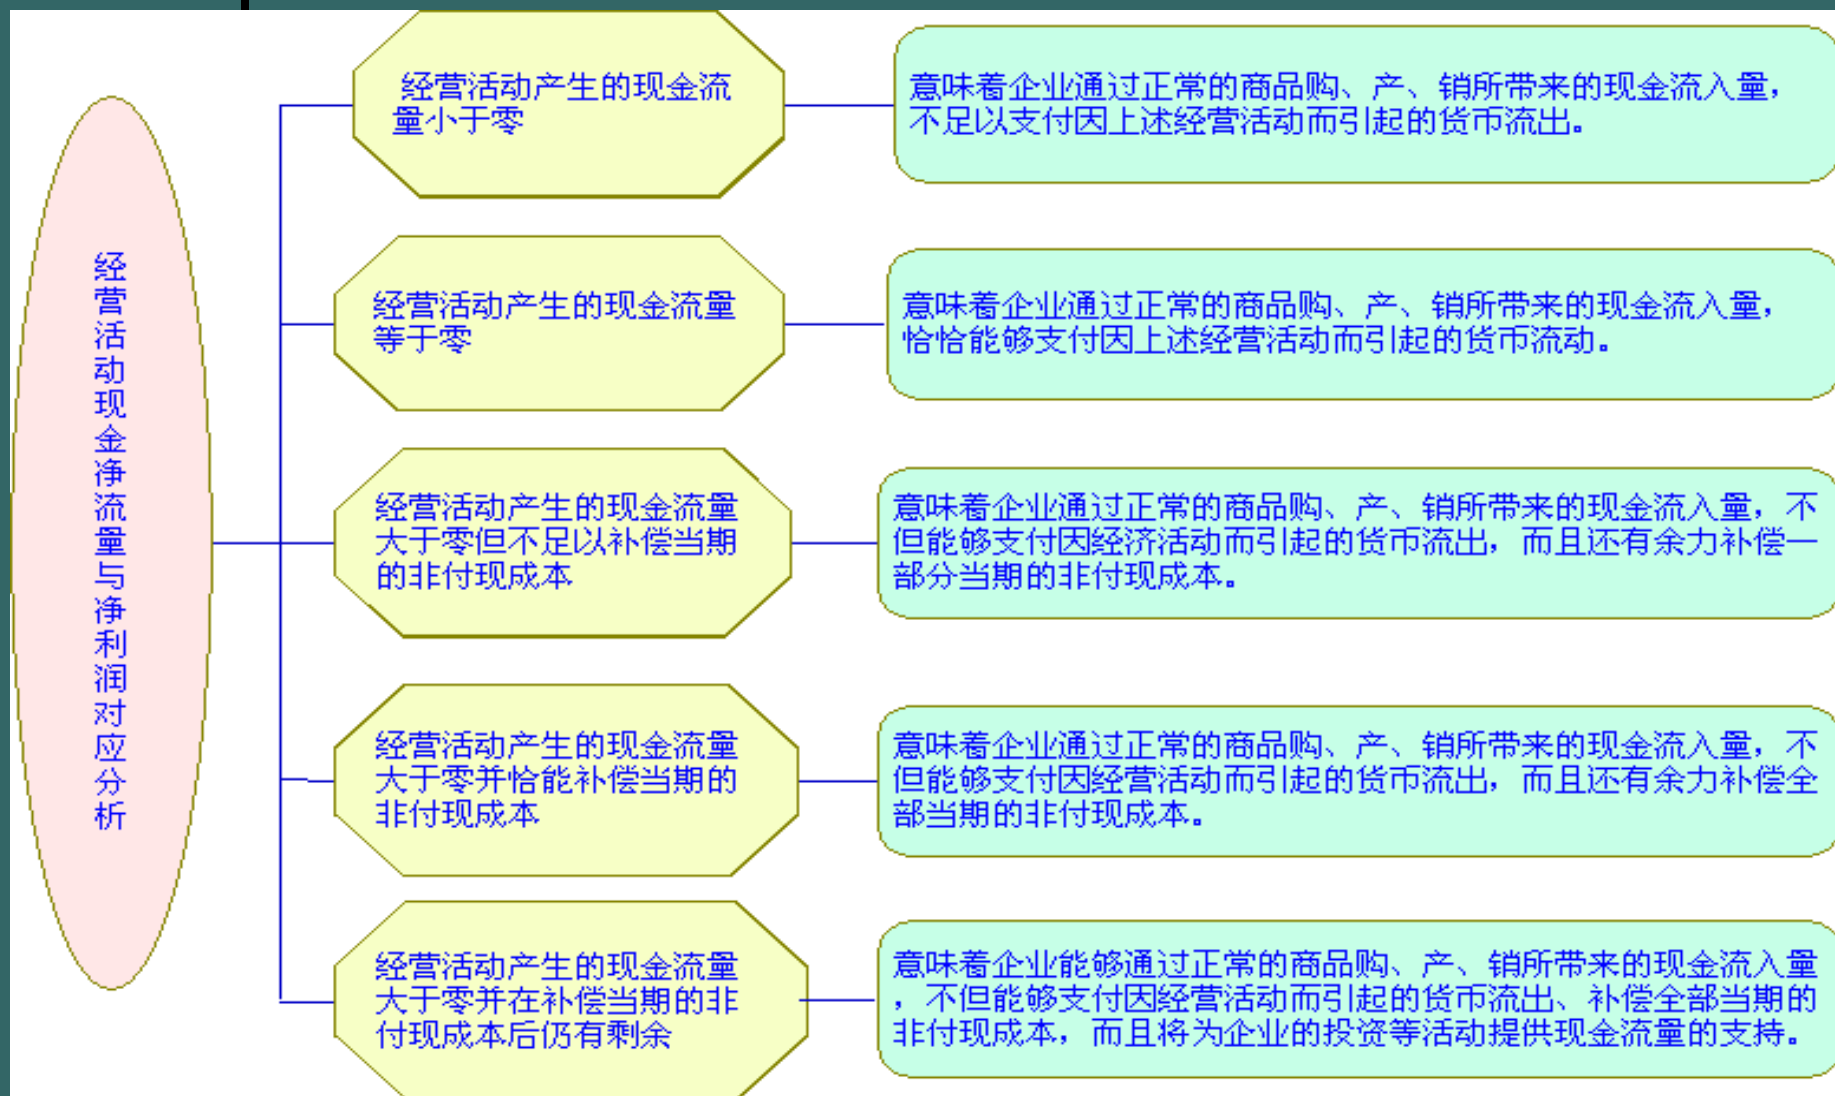 经营活动现金净流量与净利润对应分析
经营活动产生的现金流
量小于零
意味着企业通过正常的商品购、产、销所带来的现金流入量，
不足以支付因上述经营活动而引起的货币流出。
经营活动产生的现金流量
等于零
意味着企业通过正常的商品购、产、销所带来的现金流入量，
恰恰能够支付因上述经营活动而引起的货币流动。
经营活动产生的现金流量
大于零但不足以补偿当期
的非付现成本
意味着企业通过正常的商品购、产、销所带来的现金流入量，不
但能够支付因经济活动而引起的货币流出，而且还有余力补偿一
部分当期的非付现成本。
经营活动产生的现金流量
大于零并恰能补偿当期的
非付现成本
意味着企业通过正常的商品购、产、销所带来的现金流入量，不
但能够支付因经营活动而引起的货币流出，而且还有余力补偿全
部当期的非付现成本。
经营活动产生的现金流量
大于零并在补偿当期的非
付现成本后仍有剩余
意味着企业能够通过正常的商品购、产、销所带来的现金流入量
，不但能够支付因经营活动而引起的货币流出、补偿全部当期的
非付现成本，而且将为企业的投资等活动提供现金流量的支持。